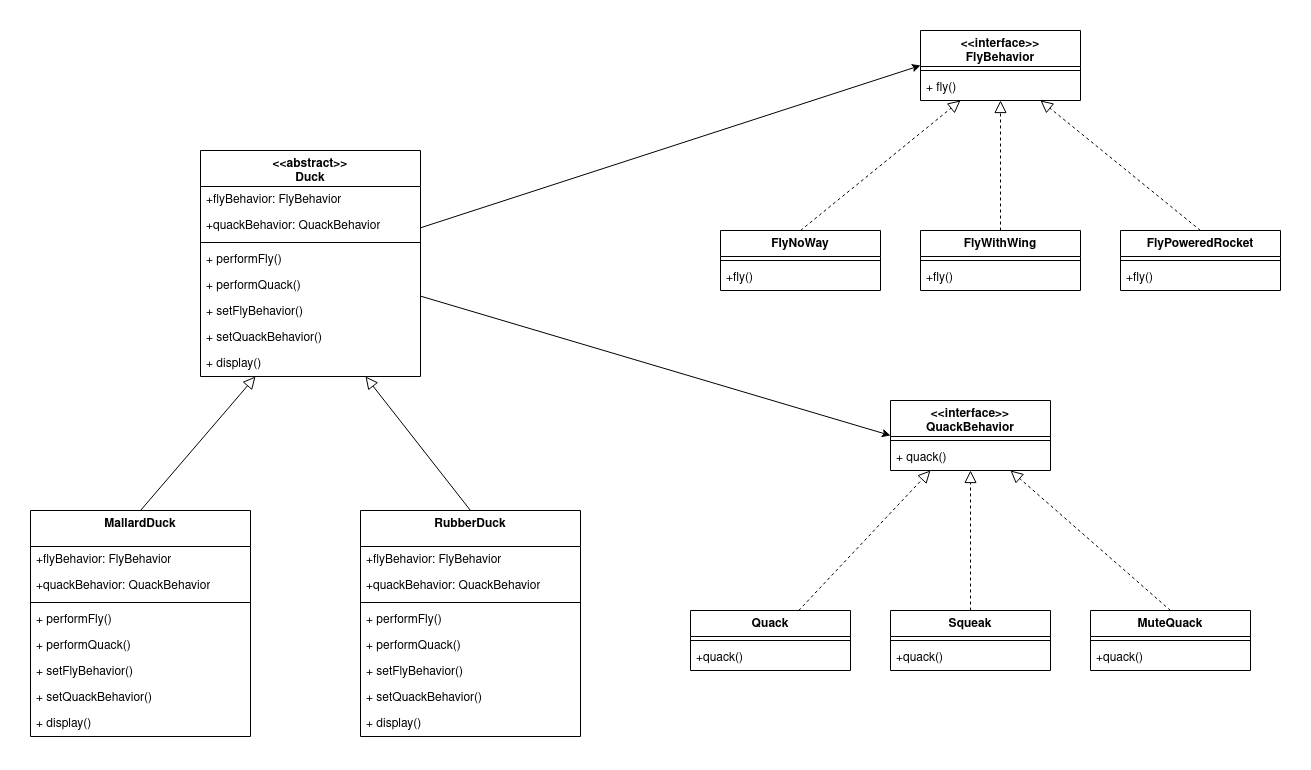 <<interface>>
FlyBehavior
+ fly()
<<abstract>>
Duck
+flyBehavior: FlyBehavior
+quackBehavior: QuackBehavior
+ performFly()
+ performQuack()
+ setFlyBehavior()
+ setQuackBehavior()
+ display()
FlyNoWay
+fly()
FlyWithWing
+fly()
FlyPoweredRocket
+fly()
<<interface>>
QuackBehavior
+ quack()
MallardDuck
+flyBehavior: FlyBehavior
+quackBehavior: QuackBehavior
+ performFly()
+ performQuack()
+ setFlyBehavior()
+ setQuackBehavior()
+ display()
RubberDuck
+flyBehavior: FlyBehavior
+quackBehavior: QuackBehavior
+ performFly()
+ performQuack()
+ setFlyBehavior()
+ setQuackBehavior()
+ display()
Quack
+quack()
Squeak
+quack()
MuteQuack
+quack()